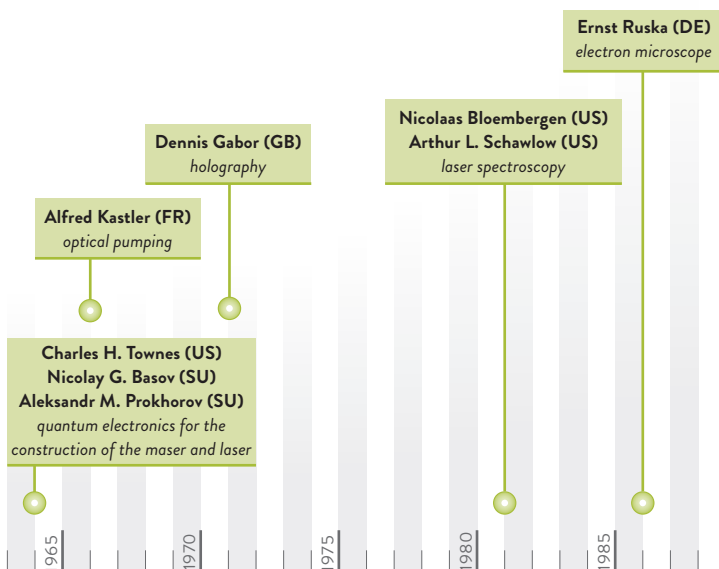 Ernst Ruska (DE)
electron microscope
Nicolaas Bloembergen (US)
Arthur L. Schawlow (US)
laser spectroscopy
Dennis Gabor (GB)
holography
Alfred Kastler (FR)
optical pumping
Charles H. Townes (US)
Nicolay G. Basov (SU)
Aleksandr M. Prokhorov (SU)
quantum electronics for the
construction of the maser and laser
965
1970
1975
1980
1985